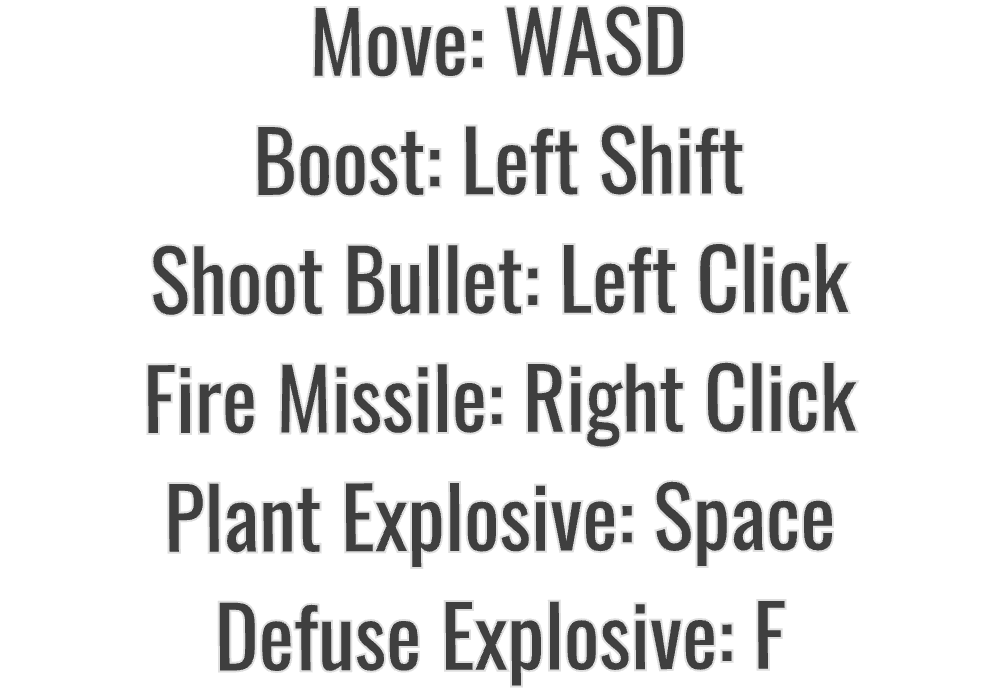 Move: WASD
Boost: Left Shift
Shoot Bullet: Left Click
Fire Missile: Right Click
Plant Explosive: Space
Defuse Explosive: F